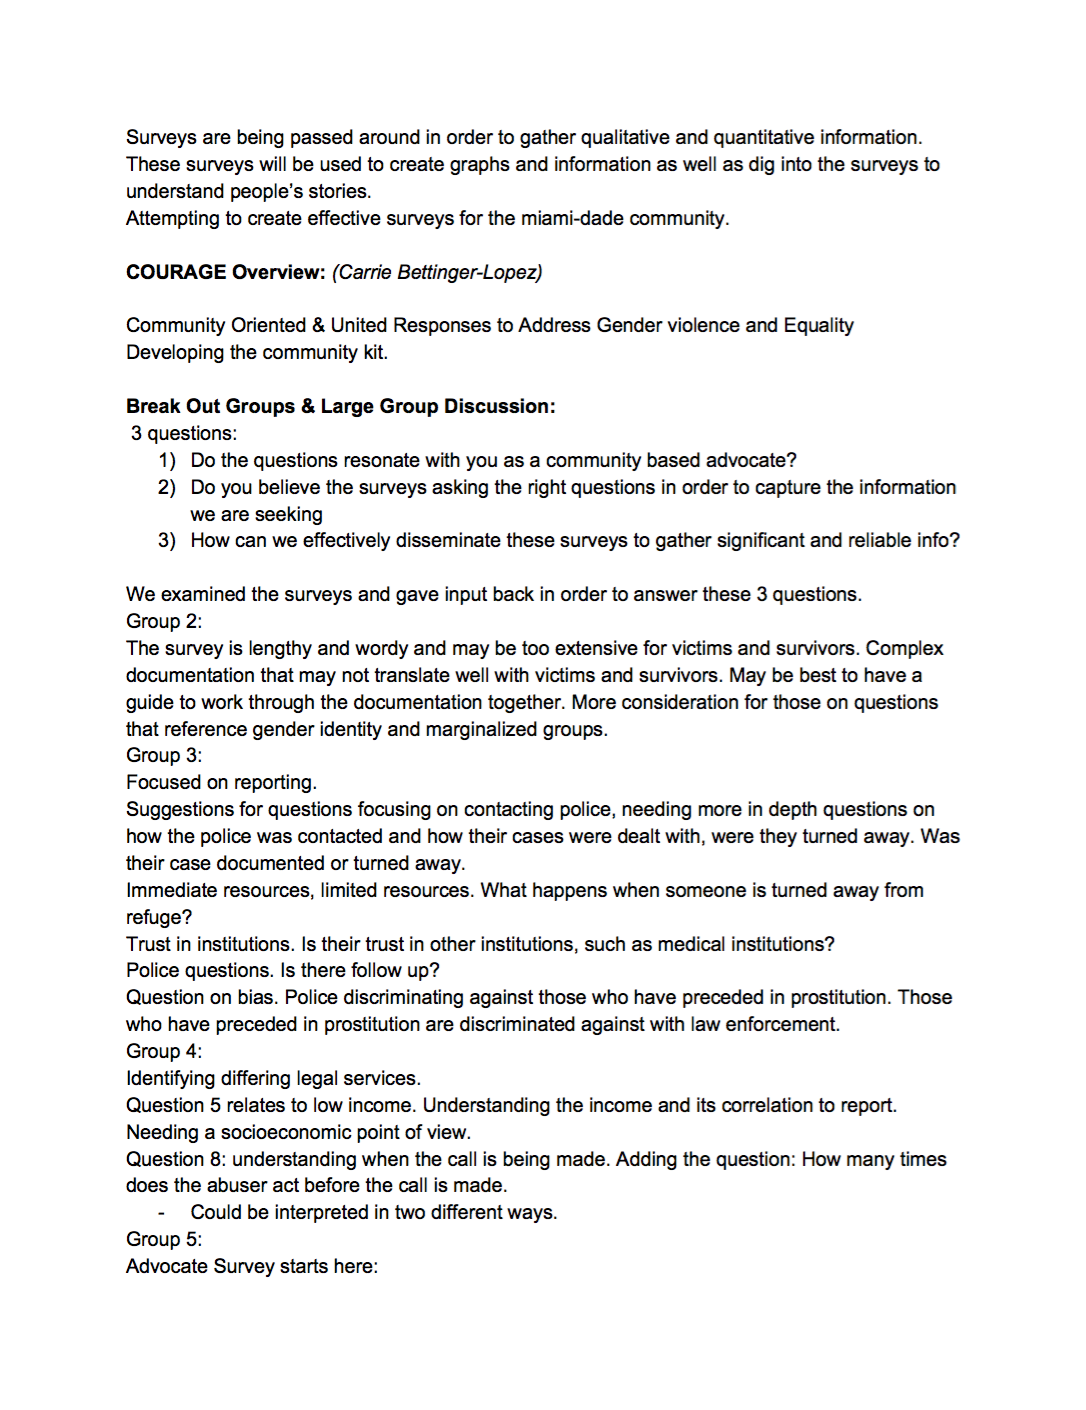 Surveys are being passed around in order to gather qualitative and quantitative information.
These surveys will be used to create graphs and information as well as dig into the surveys to
understand people's stories.
Attempting to create effective surveys for the miami-dade community.
COURAGE Overview: (Carrie Bettinger-Lopez)
Community Oriented & United Responses to Address Gender violence and Equality
Developing the community kit.
Break Out Groups & Large Group Discussion:
3 questions:
1) Do the questions resonate with you as a community based advocate?
2) Do you believe the surveys asking the right questions in order to capture the information
we are seeking
3) How can we effectively disseminate these surveys to gather significant and reliable info?
We examined the surveys and gave input back in order to answer these 3 questions.
Group 2:
The survey is lengthy and wordy and may be too extensive for victims and survivors. Complex
documentation that may not translate well with victims and survivors. May be best to have a
guide to work through the documentation together. More consideration for those on questions
that reference gender identity and marginalized groups.
Group 3:
Focused on reporting.
Suggestions for questions focusing on contacting police, needing more in depth questions on
how the police was contacted and how their cases were dealt with, were they turned away. Was
their case documented or turned away.
Immediate resources, limited resources. What happens when someone is turned away from
refuge?
Trust in institutions. Is their trust in other institutions, such as medical institutions?
Police questions. Is there follow up?
Question on bias. Police discriminating against those who have preceded in prostitution. Those
who have preceded in prostitution are discriminated against with law enforcement.
Group 4:
Identifying differing legal services.
Question 5 relates to low income. Understanding the income and its correlation to report.
Needing a socioeconomic point of view.
Question 8: understanding when the call is being made. Adding the question: How many times
does the abuser act before the call is made.
- Could be interpreted in two different ways.
Group 5:
Advocate Survey starts here: